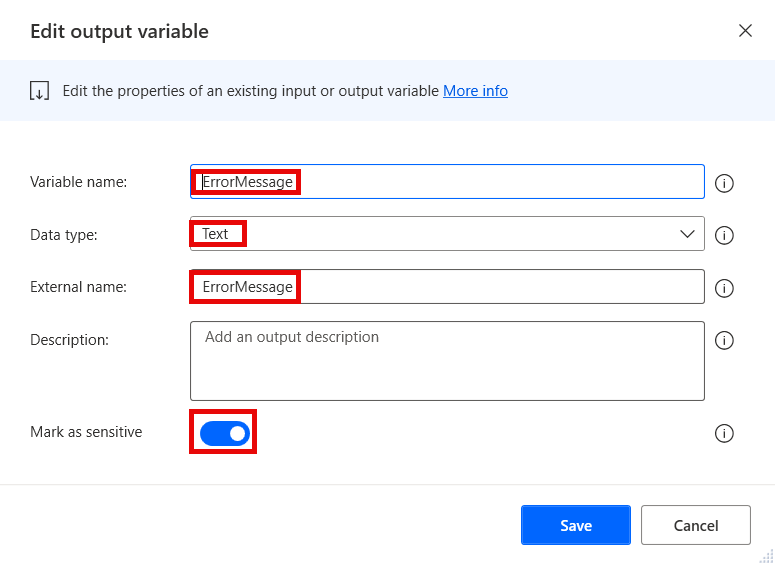 Edit output variable
Edit the properties of an existing input or output variable More info
Variable name:
ErrorMessage
Data type:
Text
External name:
ErrorMessage
Description:
Add an output description
Mark as sensitive
Save
Cancel